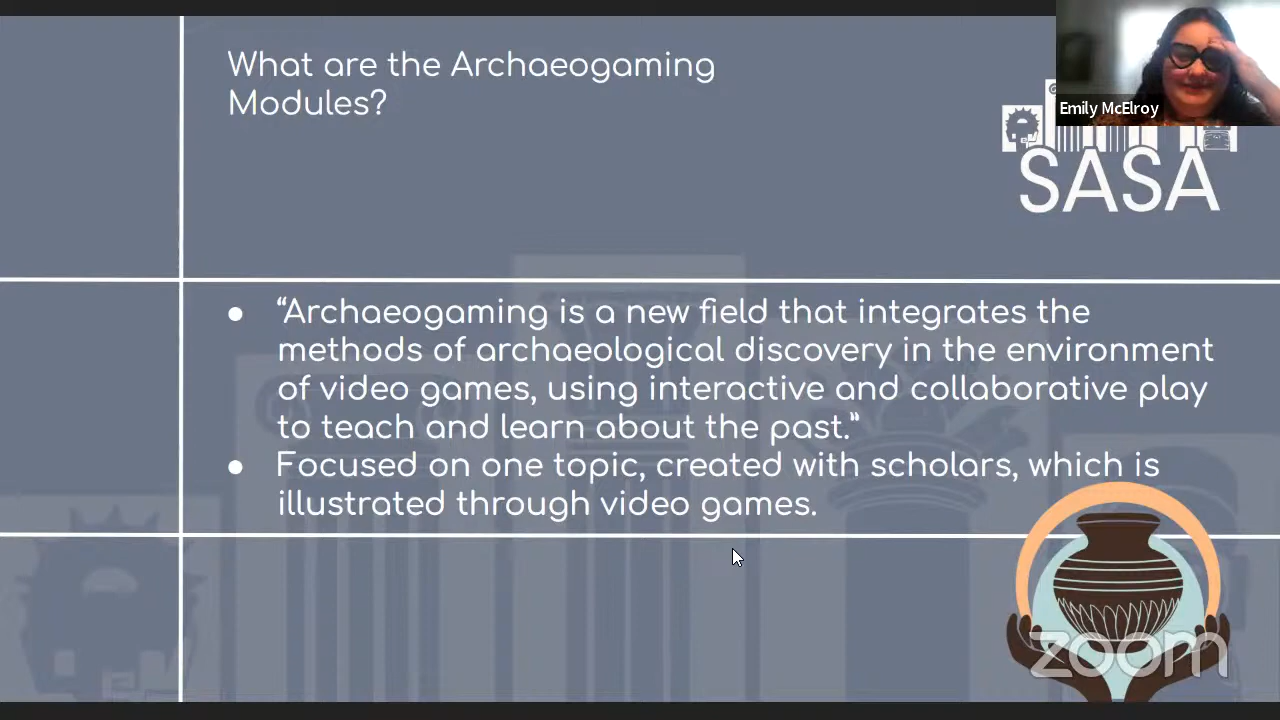 What are the Archaeogaming
Modules?
Emily McElroy
SASA
● “Archaeogaming is a new field that integrates the
methods of archaeological discovery in the environment
of video games, using interactive and collaborative play
to teach and learn about the past.”
● Focused on one topic, created with scholars, which is
illustrated through video games.
zoom